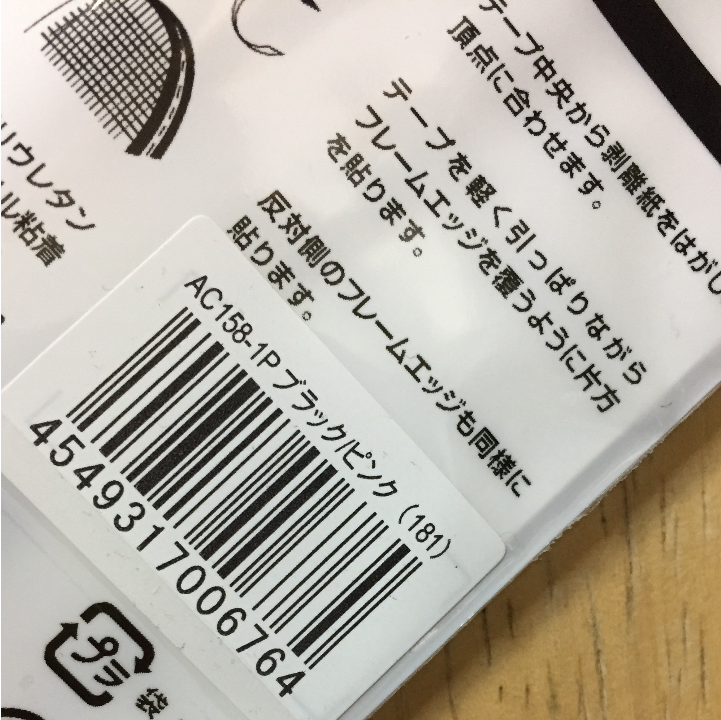 テープ中央から剥離紙をはがし
頂点に合わせます。
テープを軽く引っぱりながら
フレームエッジを覆うように片方
を貼ります。
反対側のフレームエッジも同様に
貼ります。
リウレタン
ル粘着
AC158-1Pブラック/ピンク（181）
4549317006764
プラ
袋